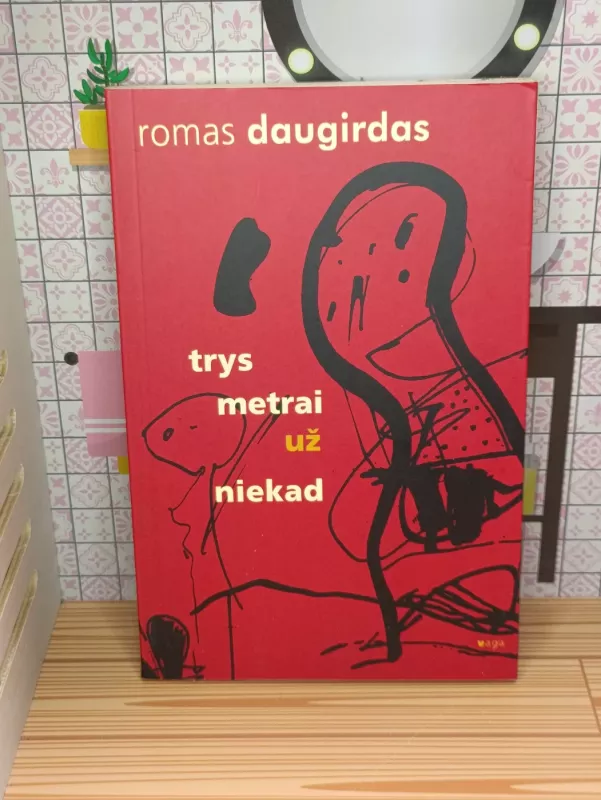 romas daugirdas
trys
metrai
už
niekad
vaga